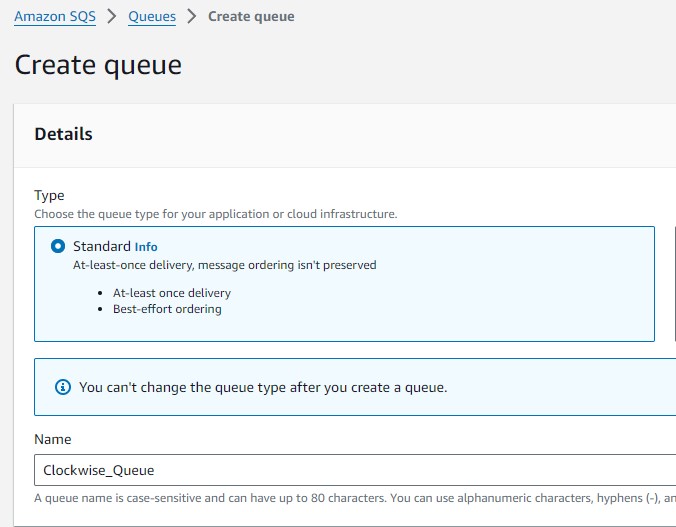 Amazon SQS > Queues > Create queue
Create queue
Details
Type
Choose the queue type for your application or cloud infrastructure.
Standard Info
At-least-once delivery, message ordering isn't preserved
• At-least once delivery
• Best-effort ordering
You can't change the queue type after you create a queue.
Name
Clockwise_Queue
A queue name is case-sensitive and can have up to 80 characters. You can use alphanumeric characters, hyphens (-),